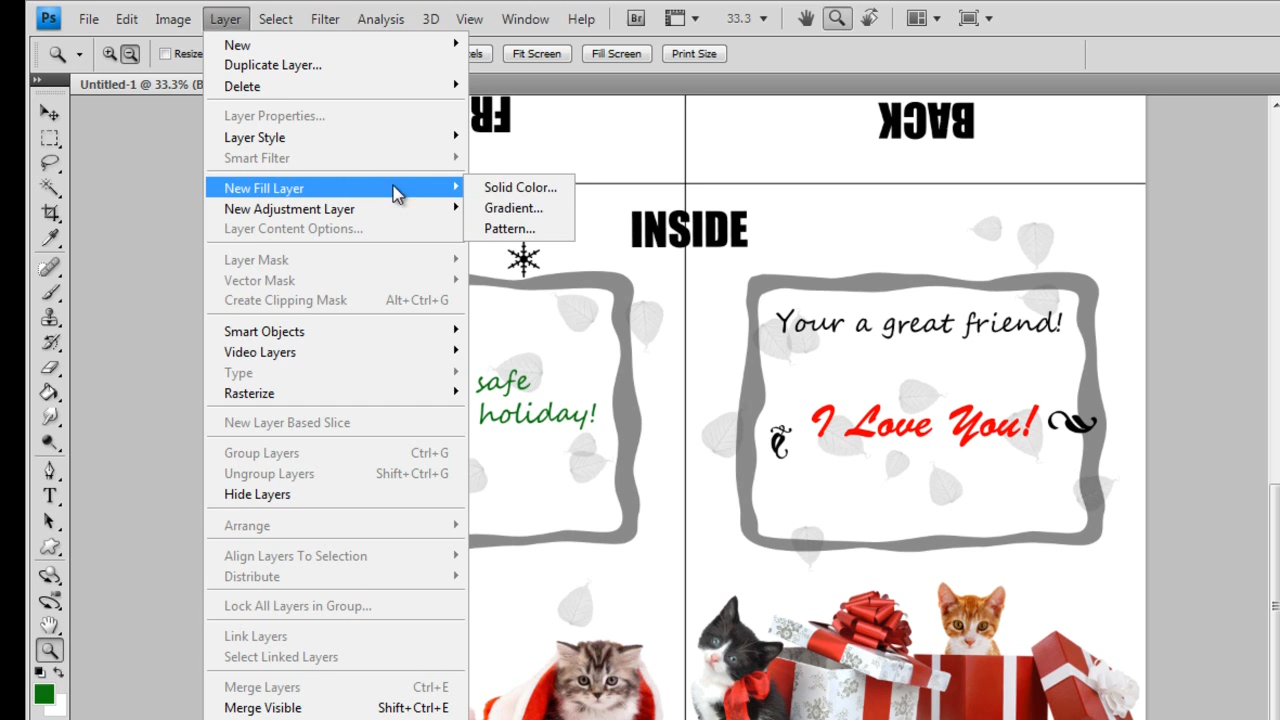 Ps File Edit Image Layer Select Filter Analysis 3D View Window Help Br 33.3
Resize
Fit Screen Fill Screen Print Size
Untitled-1 @ 33.3% (B
New
Duplicate Layer...
Delete
Layer Properties...
Layer Style
Smart Filter
New Fill Layer
New Adjustment Layer
Layer Content Options...
Layer Mask
Vector Mask
Create Clipping Mask Alt+Ctrl+G
Smart Objects
Video Layers
Type
Rasterize
New Layer Based Slice
Group Layers Ctrl+G
Ungroup Layers Shift+Ctrl+G
Hide Layers
Arrange
Align Layers To Selection
Distribute
Lock All Layers in Group...
Link Layers
Select Linked Layers
Merge Layers Ctrl+E
Merge Visible Shift+Ctrl+E
Solid Color...
Gradient...
Pattern...
FR
BACK
INSIDE
safe
holiday!
Your a great friend!
I Love You!